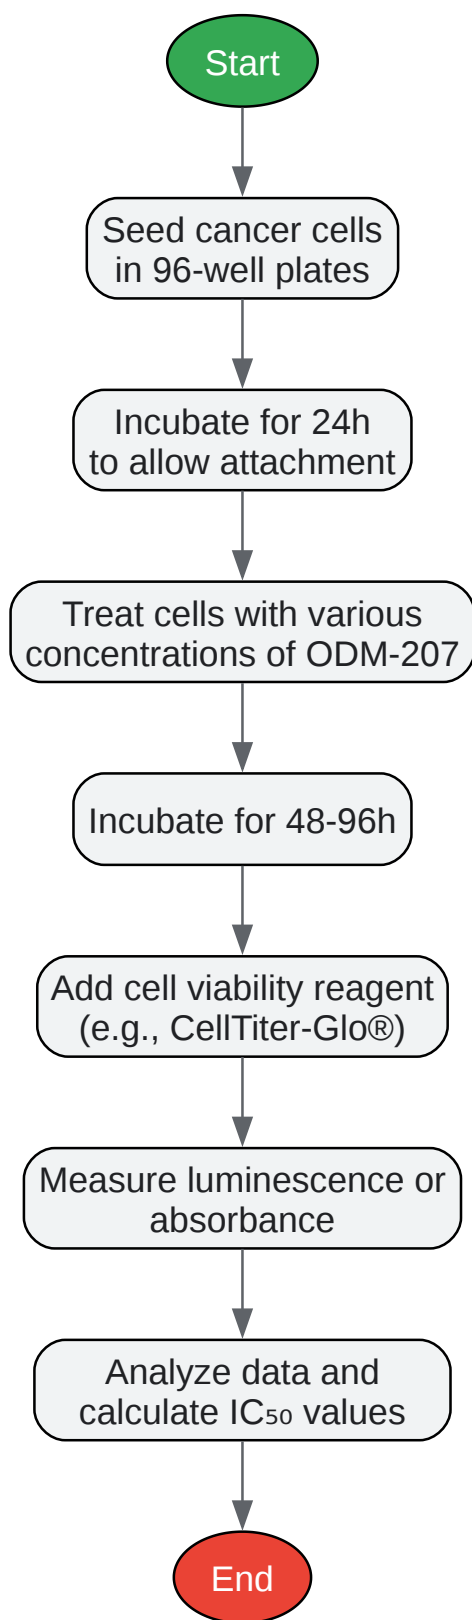 Start
Seed cancer cells
in 96-well plates
Incubate for 24h
to allow attachment
Treat cells with various
concentrations of ODM-207
Incubate for 48-96h
Add cell viability reagent
(e.g., CellTiter-Glo®)
Measure luminescence or
absorbance
Analyze data and
calculate IC₅₀ values
End